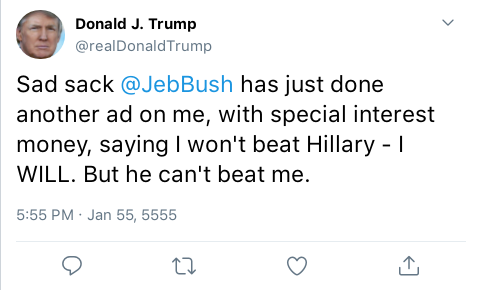 Donald J. Trump
@realDonaldTrump
Sad sack @JebBush has just done
another ad on me, with special interest
money, saying I won't beat Hillary - I
WILL. But he can't beat me.
5:55 PM · Jan 55, 5555